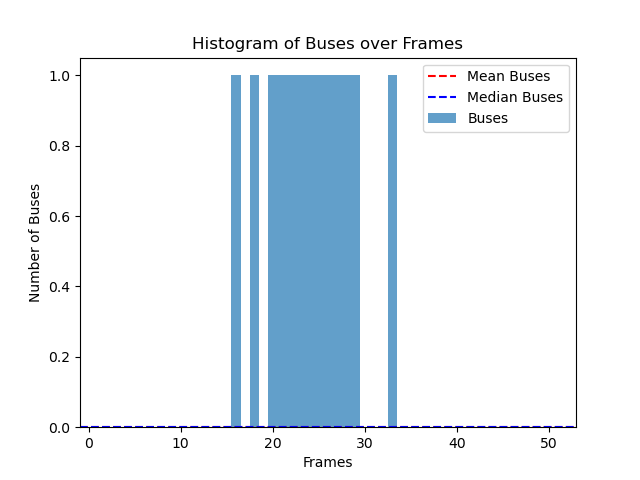 Histogram of Buses over Frames
Mean Buses
Median Buses
Buses
1.0
0.8
0.6
0.4
0.2
0.0
Number of Buses
0 10 20 30 40 50
Frames